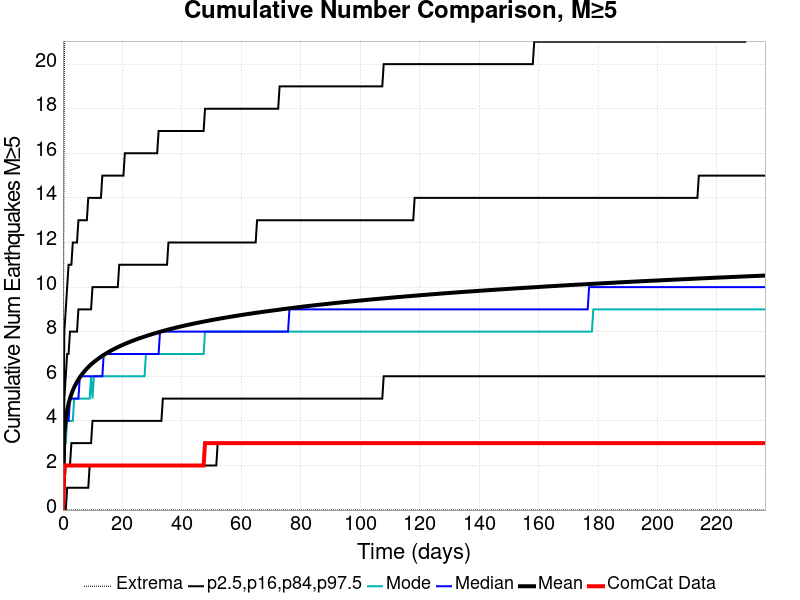 Cumulative Number Comparison, M≥5
Cumulative Num Earthquakes M≥5
20
18
16
14
12
10
8
6
4
2
0
0 20 40 60 80 100 120 140 160 180 200 220
Time (days)
Extrema p2.5,p16,p84,p97.5 Mode Median Mean ComCat Data